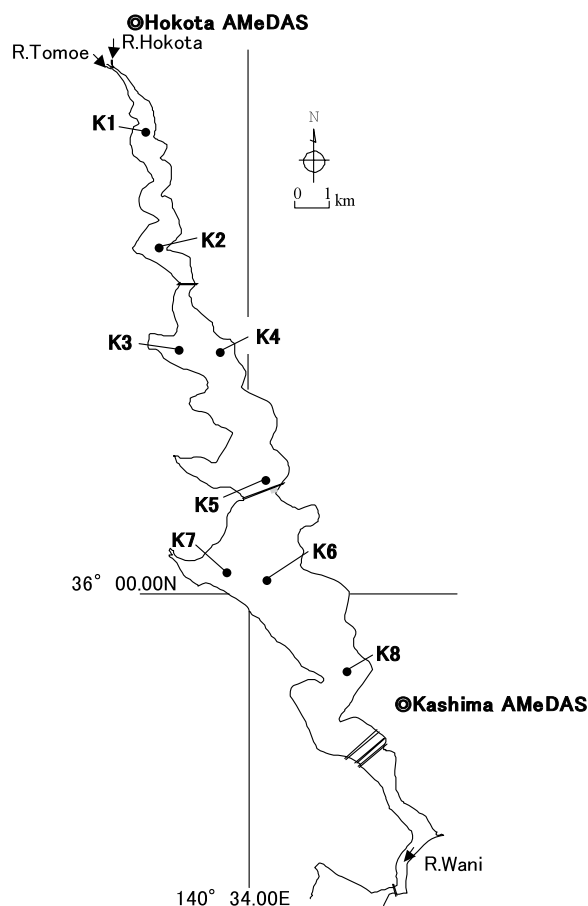 ◎Hokota AMeDAS
R.Hokota
R.Tomoe
K1
N
0 1 km
K2
K3
K4
K5
K7
K6
36° 00.00N
K8
◎Kashima AMeDAS
R.Wani
140° 34.00E